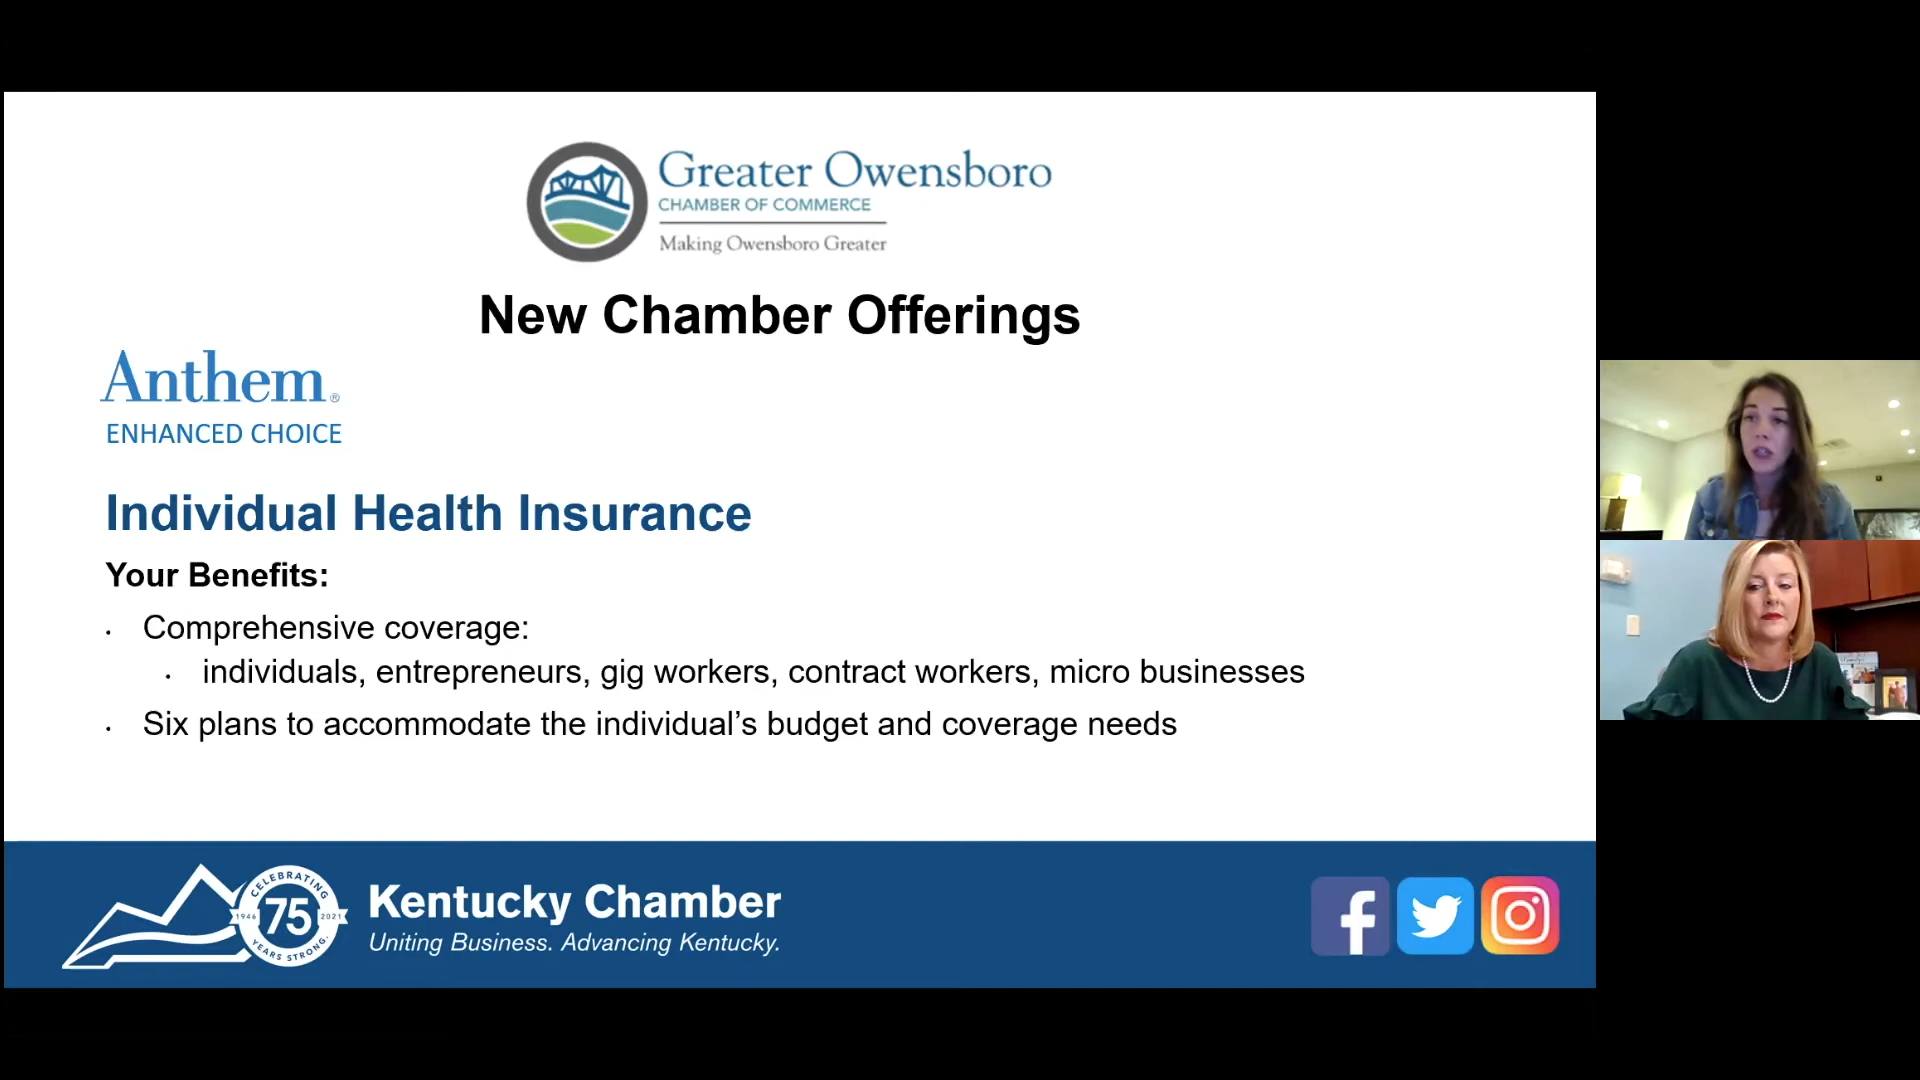 Greater Owensboro
CHAMBER OF COMMERCE
Making Owensboro Greater
New Chamber Offerings
Anthem®
ENHANCED CHOICE
Individual Health Insurance
Your Benefits:
• Comprehensive coverage:
• individuals, entrepreneurs, gig workers, contract workers, micro businesses
• Six plans to accommodate the individual’s budget and coverage needs
CELEBRATING
1946 75 2021
YEARS STRONG.
Kentucky Chamber
Uniting Business. Advancing Kentucky.